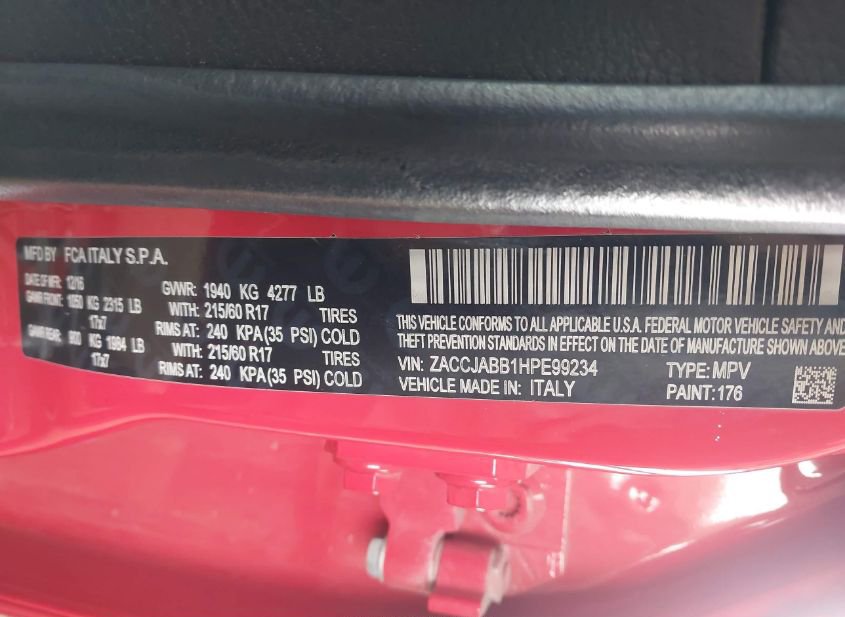 MFD BY FCA ITALY S.P.A.
DATE OF MFR: 12/16 GVWR: 1940 KG 4277 LB
GAWR FRONT: 1050 KG 2315 LB WITH: 215/60 R17 TIRES
17x7 RIMS AT: 240 KPA(35 PSI) COLD
GAWR REAR: KG 1984 LB WITH: 215/60 R17 TIRES
17x7 RIMS AT: 240 KPA(35 PSI) COLD
THIS VEHICLE CONFORMS TO ALL APPLICABLE U.S.A. FEDERAL MOTOR VEHICLE SAFETY AND
THEFT PREVENTION STANDARDS IN EFFECT ON THE DATE OF MANUFACTURE SHOWN ABOVE
VIN: ZACCJABB1HPE99234 TYPE: MPV
VEHICLE MADE IN: ITALY PAINT:176